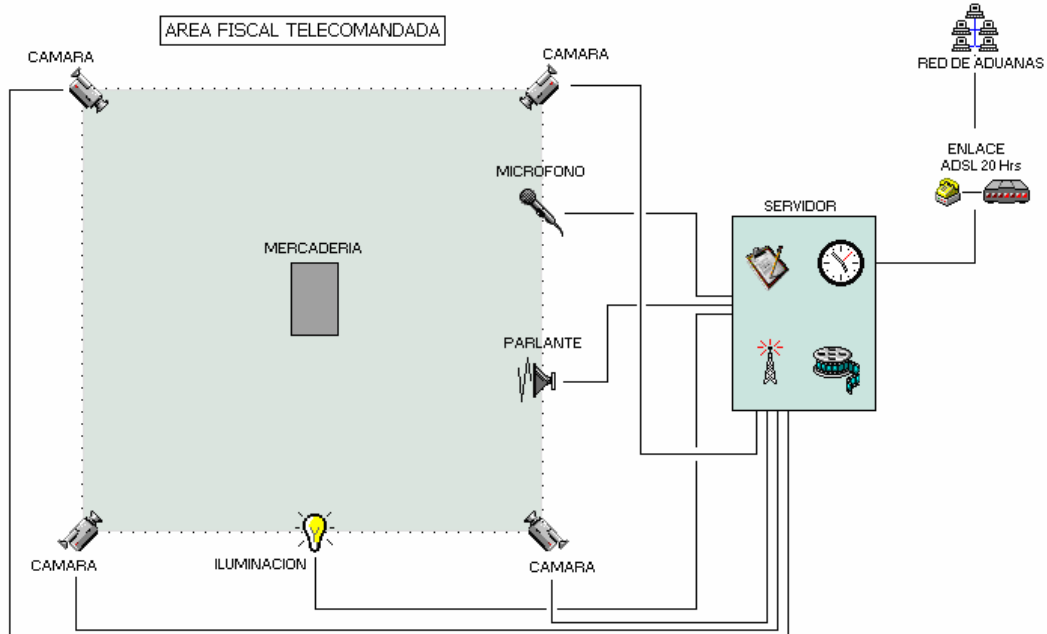 AREA FISCAL TELECOMANDADA
CAMARA
CAMARA
RED DE ADUANAS
ENLACE
ADSL 20 Hrs
MICROFONO
SERVIDOR
MERCADERIA
PARLANTE
CAMARA
ILUMINACION
CAMARA